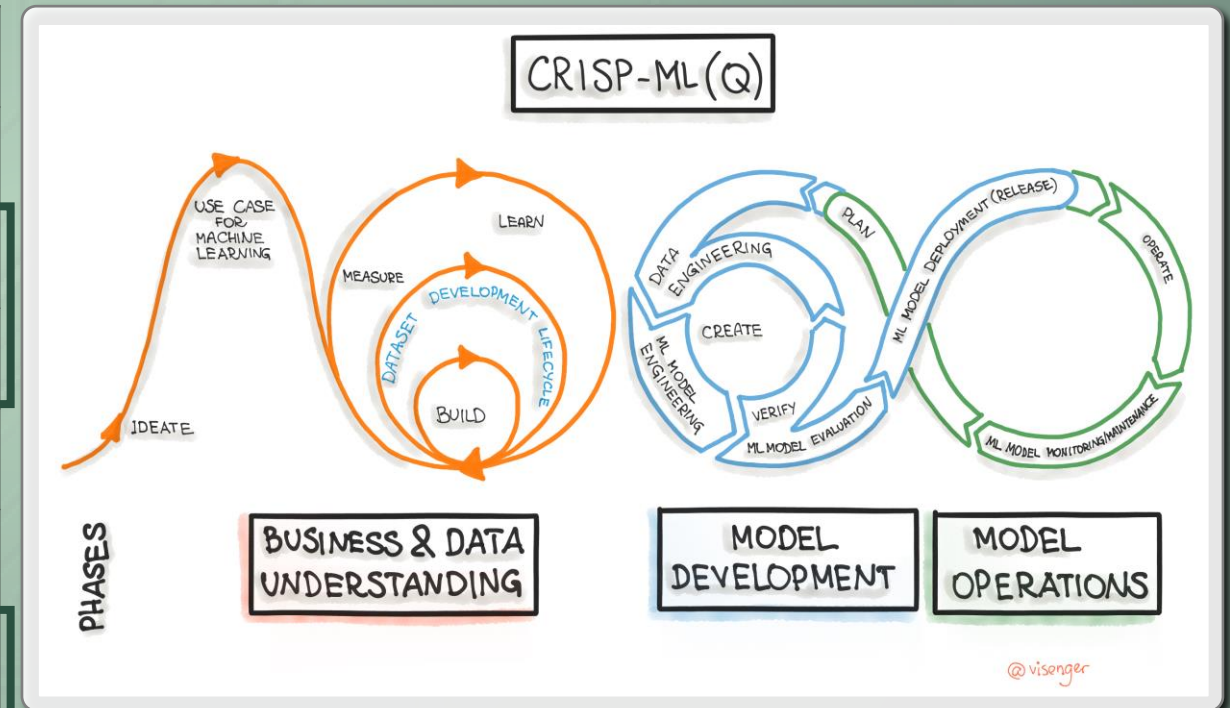 CRISP-ML(Q)
USE CASE
FOR
MACHINE
LEARNING
IDEATE
MEASURE
LEARN
DATASET DEVELOPMENT LIFECYCLE
BUILD
DATA
ENGINEERING
CREATE
ML MODEL
ENGINEERING
VERIFY
ML MODEL EVALUATION
PLAN
ML MODEL DEPLOYMENT (RELEASE)
OPERATE
ML MODEL MONITORING/MAINTENANCE
PHASES
BUSINESS & DATA
UNDERSTANDING
MODEL
DEVELOPMENT
MODEL
OPERATIONS
@visenger